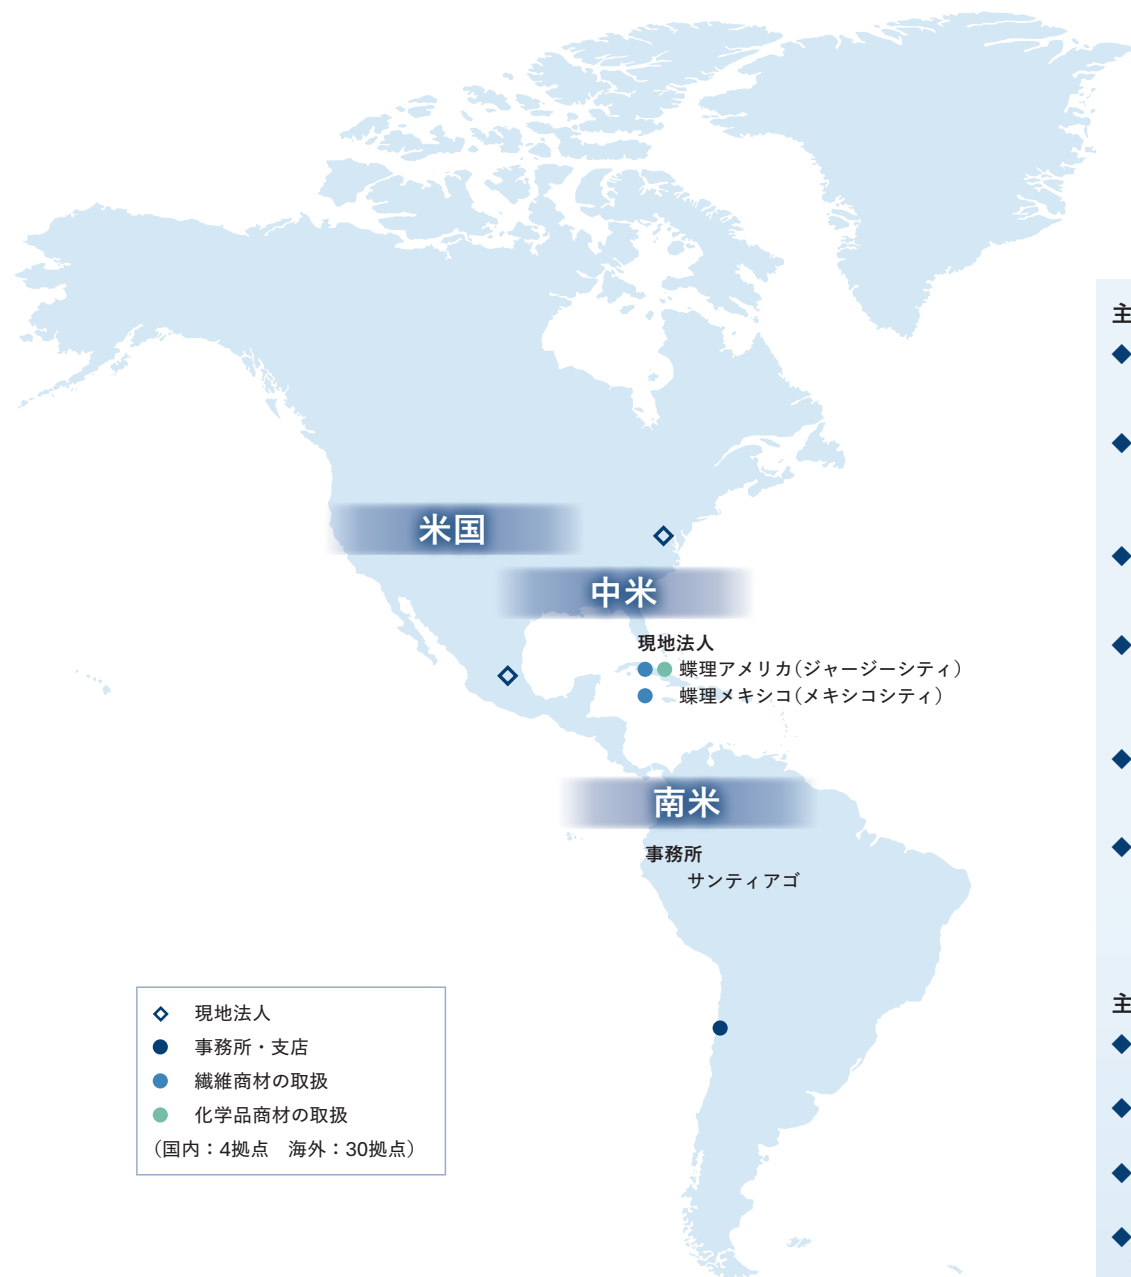 米国
中米
現地法人
蝶理アメリカ（ジャージーシティ）
蝶理メキシコ（メキシコシティ）
南米
事務所
サンティアゴ
現地法人
事務所・支店
繊維商材の取扱
化学品商材の取扱
（国内：4拠点　海外：30拠点）
主
主